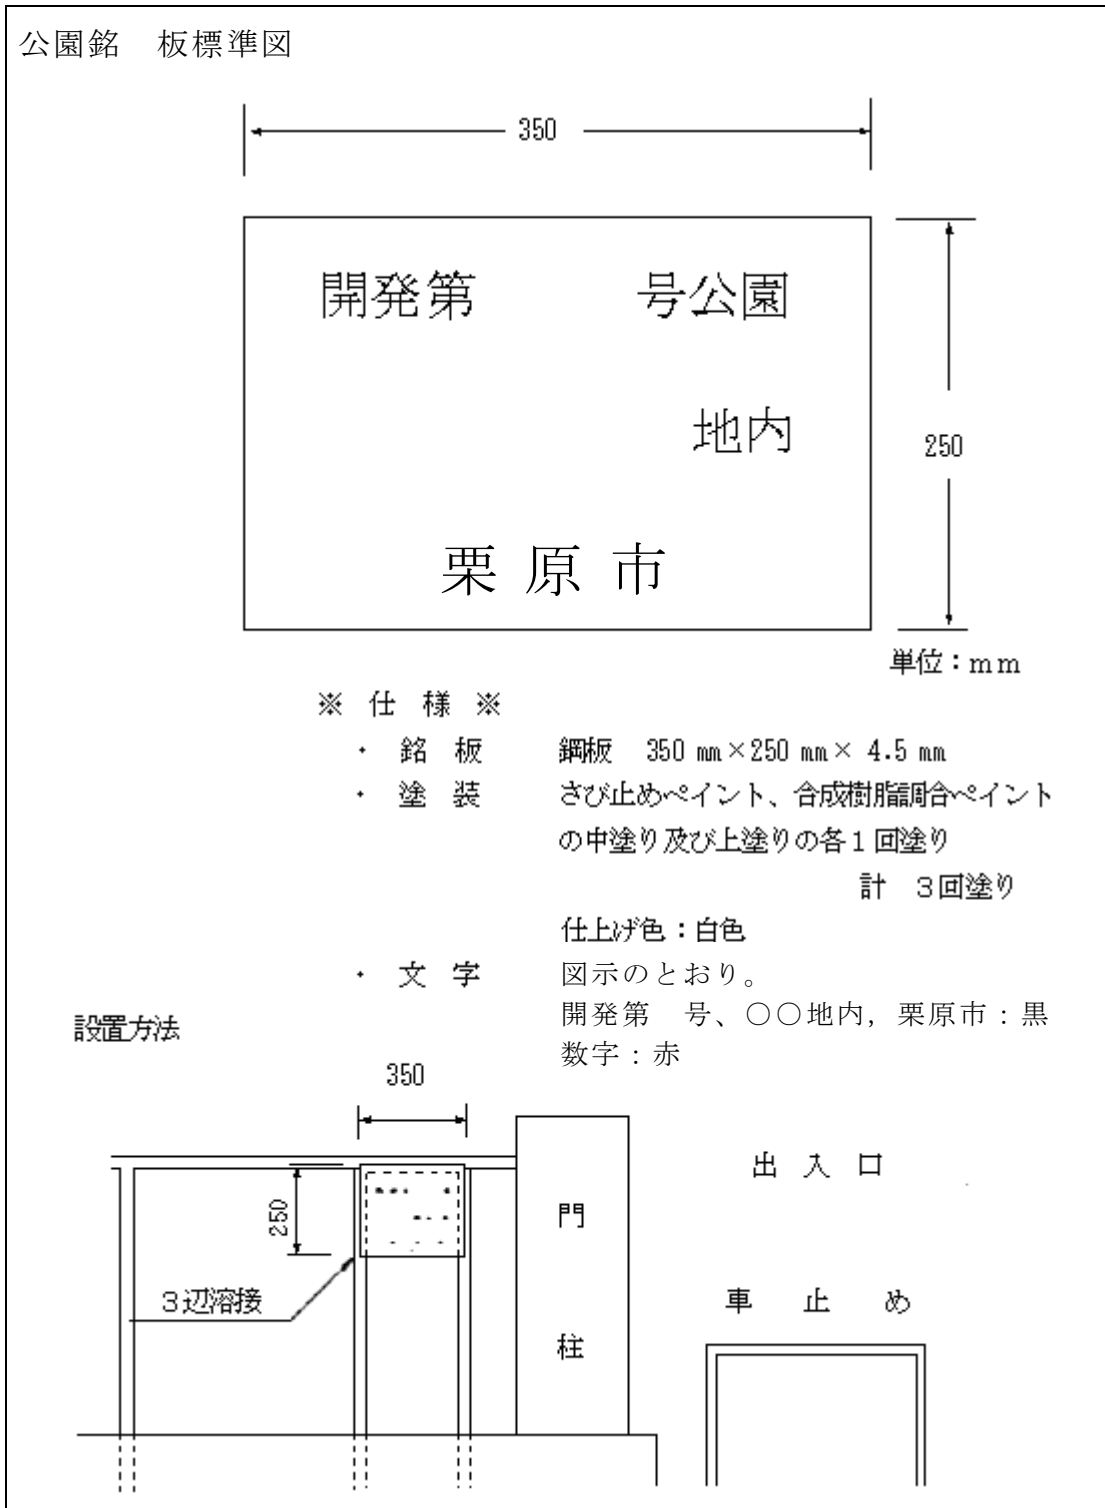 公園銘　板標準図
350
開発第　　　号公園
地内
250
栗 原 市
単位：mm
※ 仕 様 ※
・ 銘 板　　鋼板　350 mm×250 mm× 4.5 mm
・ 塗 装　　さび止めペイント、合成樹脂調合ペイント
の中塗り及び上塗りの各１回塗り
計　３回塗り
仕上げ色：白色
・ 文 字　　図示のとおり。
開発第　号、○○地内，栗原市：黒
数字：赤
設置方法
350
出 入 口
250
門
柱
３辺溶接
車 止 め